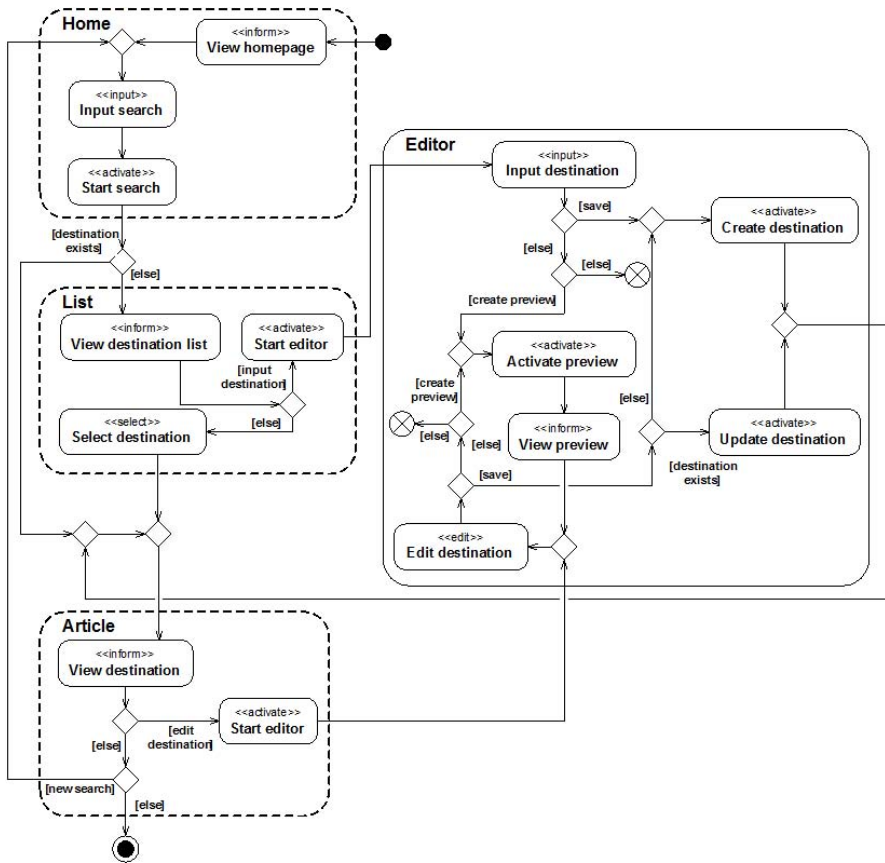 Home
<<inform>>
View homepage
<<input>>
Input search
<<activate>>
Start search
[destination
exists]
[else]
List
<<inform>>
View destination list
<<activate>>
Start editor
[input
destination]
[else]
<<select>>
Select destination
Editor
<<input>>
Input destination
[save]
[else]
[else]
<<activate>>
Create destination
[create preview]
<<activate>>
Activate preview
[create
preview]
[else]
[else]
<<inform>>
View preview
[else]
<<activate>>
Update destination
[destination
exists]
[save]
<<edit>>
Edit destination
Article
<<inform>>
View destination
[else]
[edit
destination]
<<activate>>
Start editor
[new search]
[else]